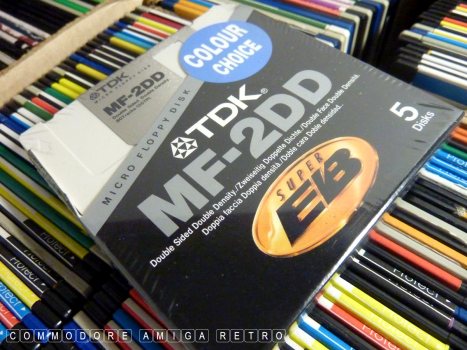 COLOUR
CHOICE
TDK
MF-2DD
MICRO FLOPPY DISK
TDK®
MF-2DD
Double Sided Double Density/Zweiseitig Doppelte Dichte/Double Face Double Densité
Doppia faccia Doppia densità/Doble cara Doble densidad.
5
Disks
SUPER
EB
COMMODORE AMIGA RETRO